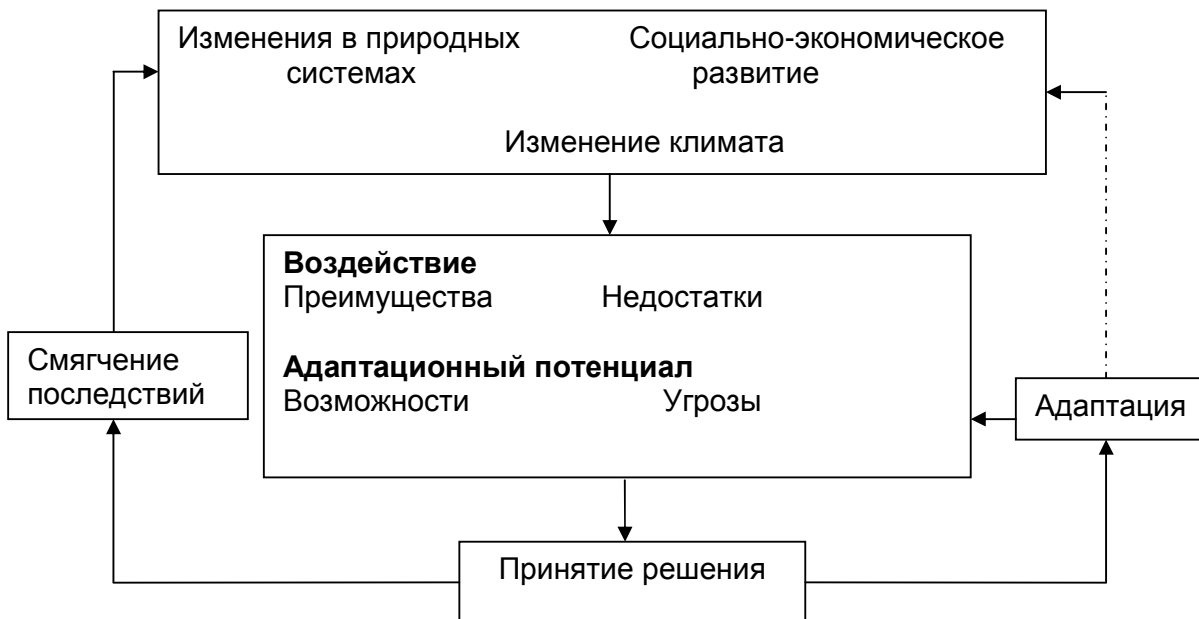 Изменения в природных системах
Социально-экономическое развитие
Изменение климата
Воздействие
Преимущества Недостатки
Адаптационный потенциал
Возможности Угрозы
Смягчение
последствий
Адаптация
Принятие решения